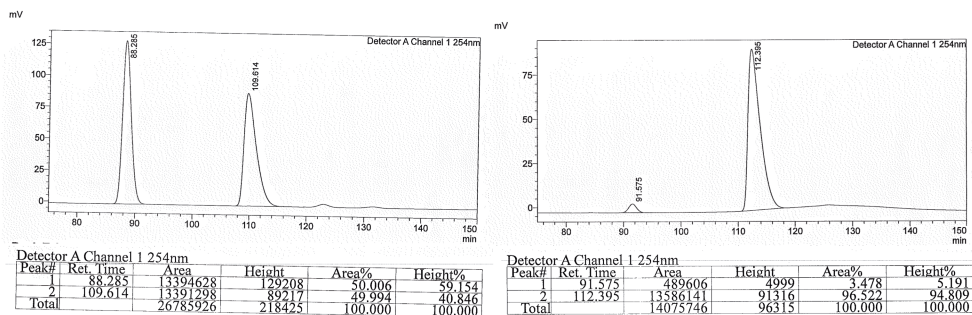 mV
Detector A Channel 1 254nm
125
100
75
50
25
0
88.285
109.614
80 90 100 110 120 130 140 150
min
Detector A Channel 1 254nm
Peak# Ret. Time Area Height Area% Height%
1 88.285 13394628 129208 50.006 59.154
2 109.614 13391298 89217 49.994 40.846
Total 26785926 218425 100.000 100.000
mV
Detector A Channel 1 254nm
75
50
25
0
91.575
112.395
80 90 100 110 120 130 140 150
min
Detector A Channel 1 254nm
Peak# Ret. Time Area Height Area% Height%
1 91.575 489606 4999 3.478 5.191
2 112.395 13586141 91316 96.522 94.809
Total 14075746 96315 100.000 100.000